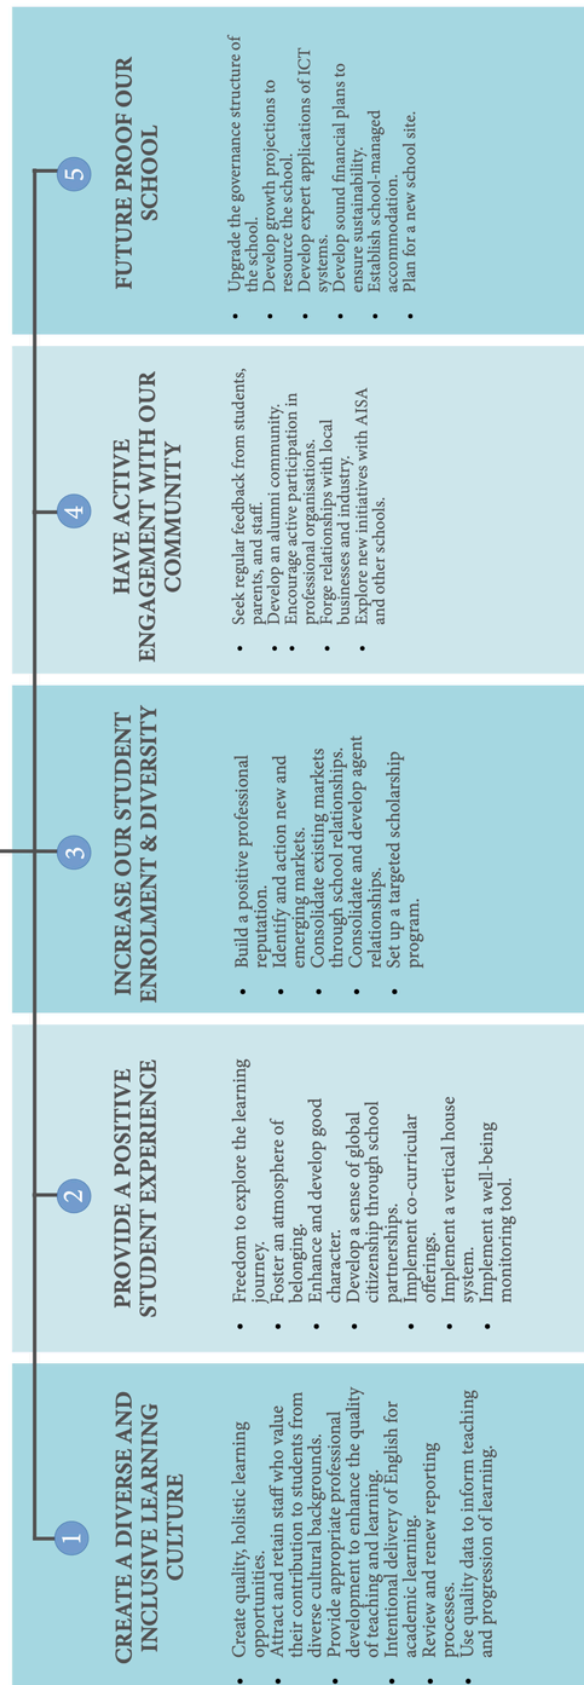 1
CREATE A DIVERSE AND
INCLUSIVE LEARNING
CULTURE
• Create quality, holistic learning
opportunities.
• Attract and retain staff who value
their contribution to students from
diverse cultural backgrounds.
• Provide appropriate professional
development to enhance the quality
of teaching and learning.
• Intentional delivery of English for
academic learning.
• Review and renew reporting
processes.
• Use quality data to inform teaching
and progression of learning.
2
PROVIDE A POSITIVE
STUDENT EXPERIENCE
• Freedom to explore the learning
journey.
• Foster an atmosphere of
belonging.
• Enhance and develop good
character.
• Develop a sense of global
citizenship through school
partnerships.
• Implement co-curricular
offerings.
• Implement a vertical house
system.
• Implement a well-being
monitoring tool.
3
INCREASE OUR STUDENT
ENROLMENT & DIVERSITY
• Build a positive professional
reputation.
• Identify and action new and
emerging markets.
• Consolidate existing markets
through school relationships.
• Consolidate and develop agent
relationships.
• Set up a targeted scholarship
program.
4
HAVE ACTIVE
ENGAGEMENT WITH OUR
COMMUNITY
• Seek regular feedback from students,
parents, and staff.
• Develop an alumni community.
• Encourage active participation in
professional organisations.
• Forge relationships with local
businesses and industry.
• Explore new initiatives with AISA
and other schools.
5
FUTURE PROOF OUR
SCHOOL
• Upgrade the governance structure of
the school.
• Develop growth projections to
resource the school.
• Develop expert applications of ICT
systems.
• Develop sound financial plans to
ensure sustainability.
• Establish school-managed
accommodation.
• Plan for a new school site.